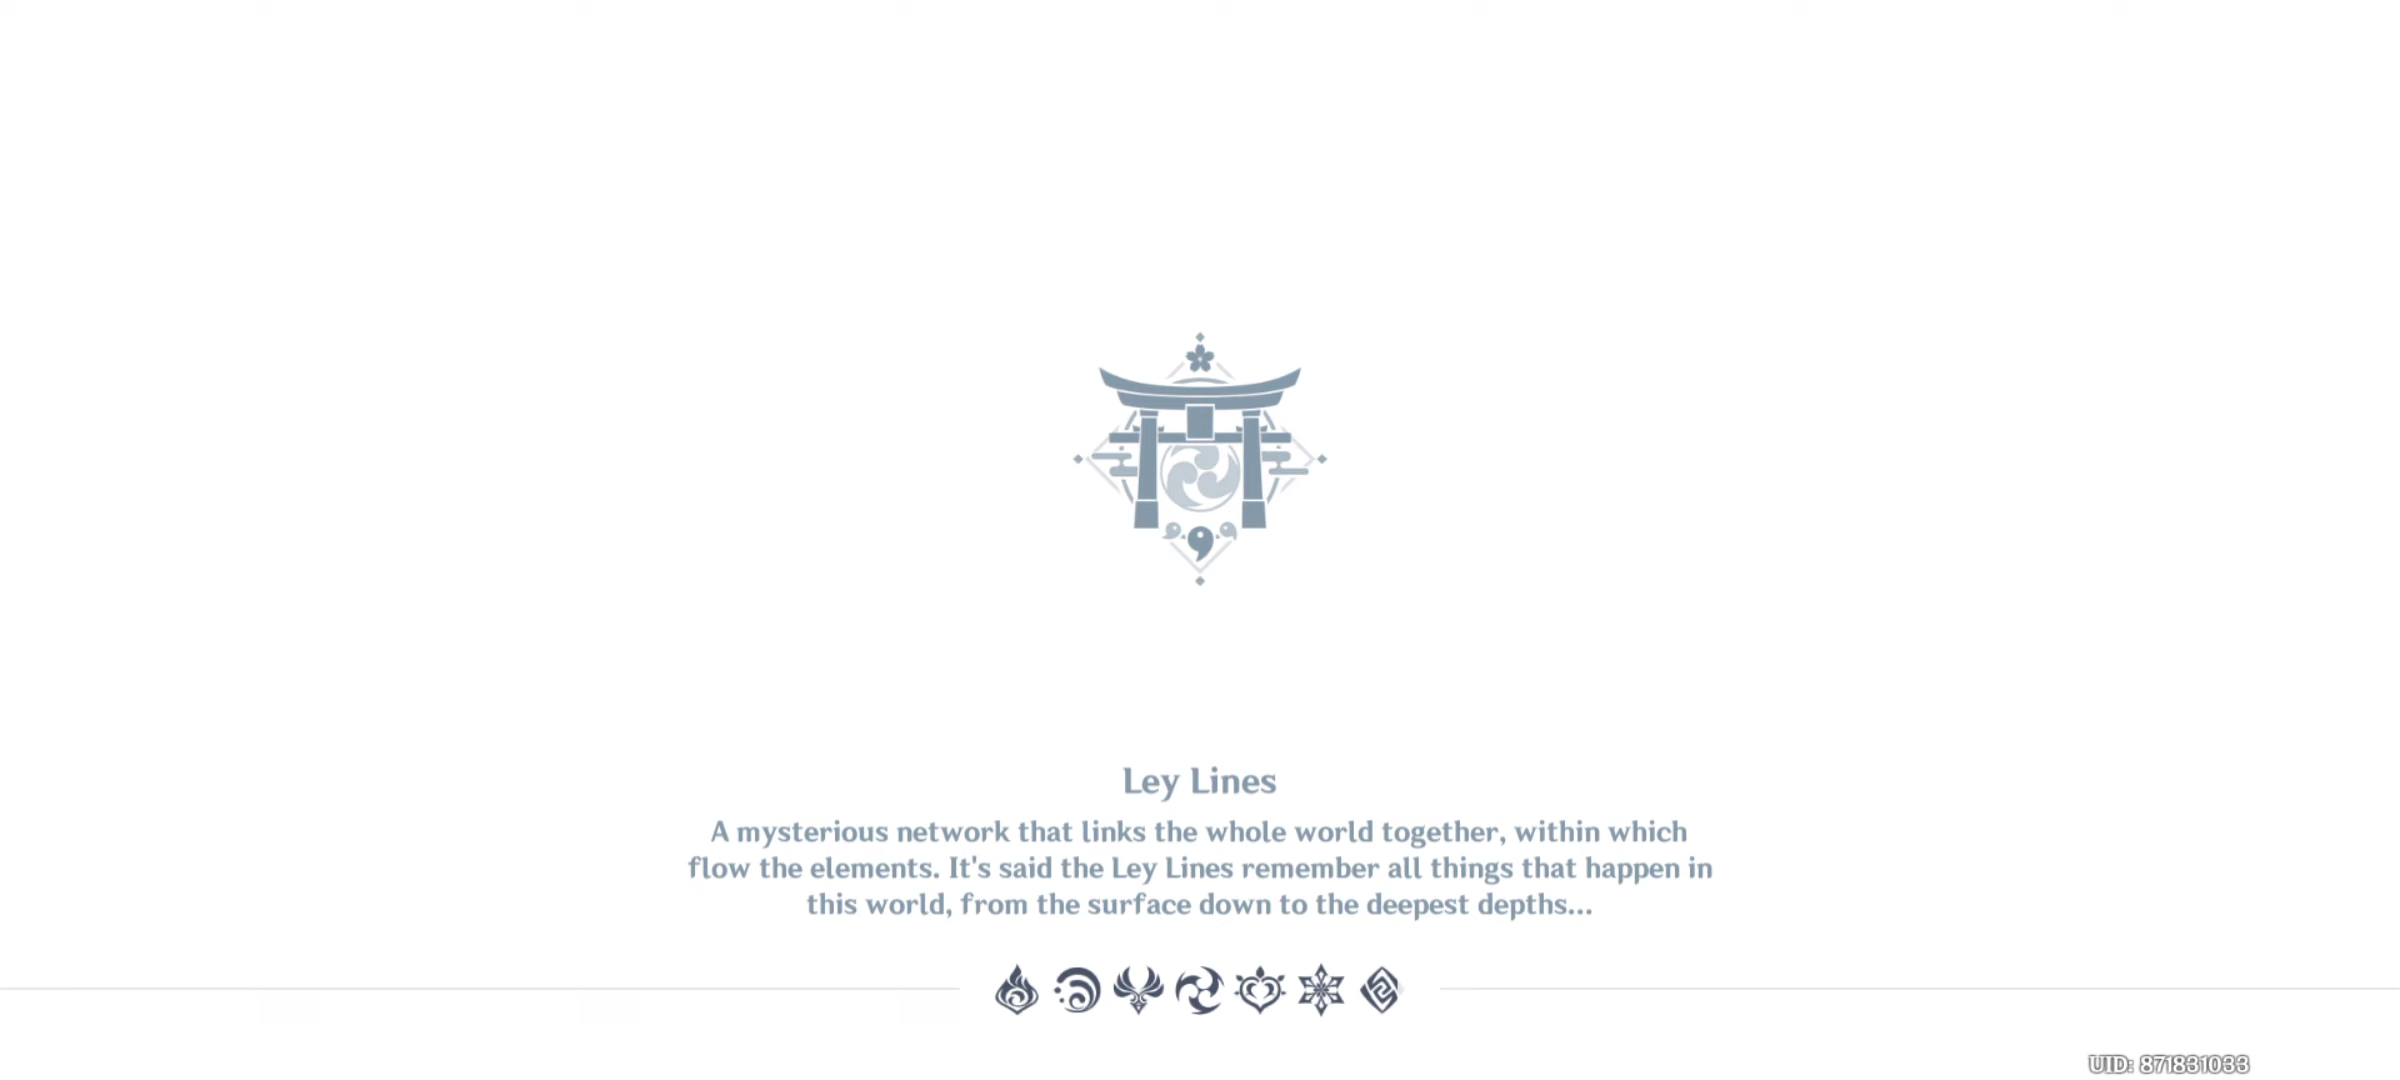 Ley Lines
A mysterious network that links the whole world together, within which
flow the elements. It's said the Ley Lines remember all things that happen in
this world, from the surface down to the deepest depths...
UID: 871831033